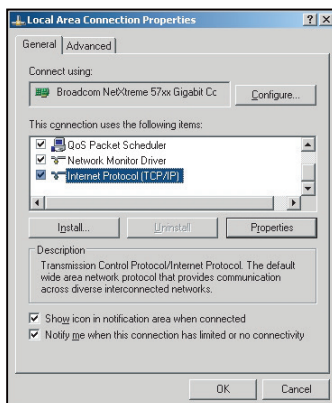 Local Area Connection Properties
General Advanced
Connect using:
Broadcom NetXtreme 57xx Gigabit Cc
Configure...
This connection uses the following items:
QoS Packet Scheduler
Network Monitor Driver
Internet Protocol (TCP/IP)
Install... Uninstall Properties
Description
Transmission Control Protocol/Internet Protocol. The default
wide area network protocol that provides communication
across diverse interconnected networks.
Show icon in notification area when connected
Notify me when this connection has limited or no connectivity
OK Cancel